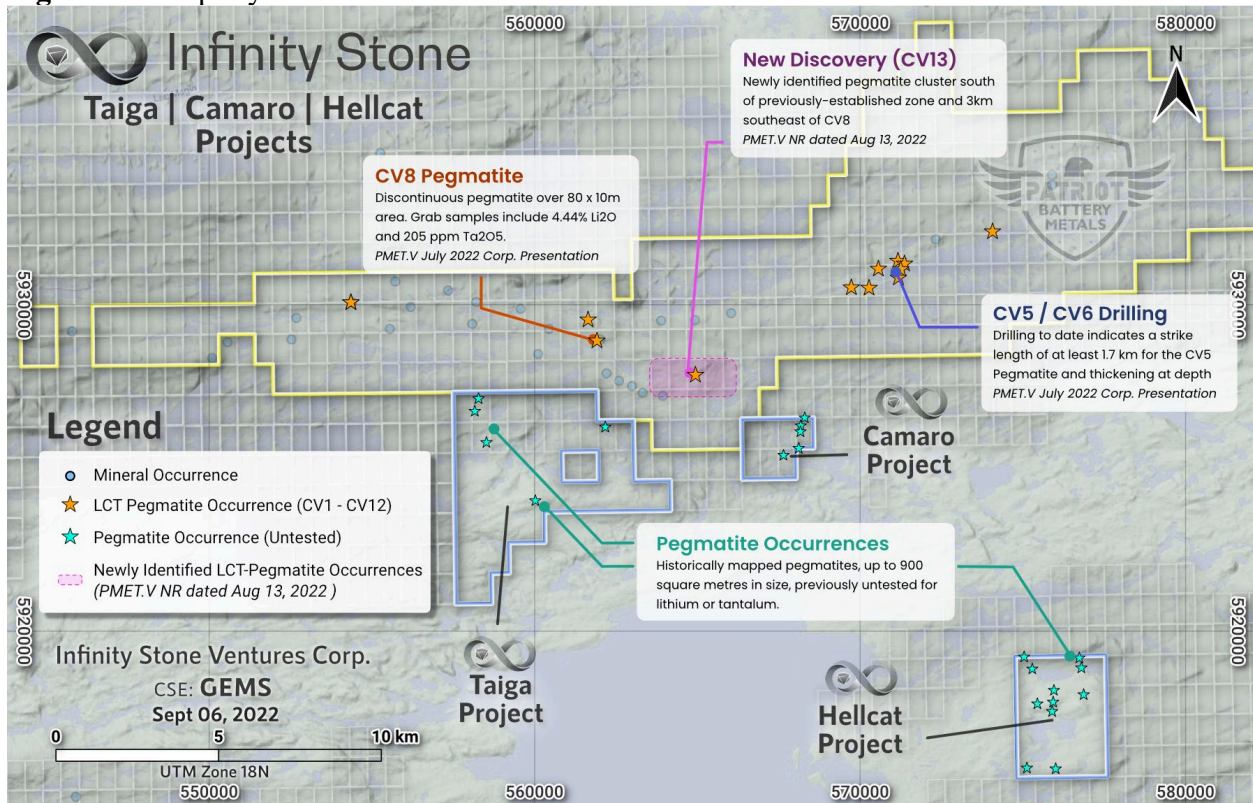 560000
570000
580000
Infinity Stone
Taiga | Camaro | Hellcat
Projects
New Discovery (CV13)
Newly identified pegmatite cluster south
of previously-established zone and 3km
southeast of CV8
PMET.V NR dated Aug 13, 2022
N
CV8 Pegmatite
Discontinuous pegmatite over 80 x 10m
area. Grab samples include 4.44% Li2O
and 205 ppm Ta2O5.
PMET.V July 2022 Corp. Presentation
PATRIOT
BATTERY
METALS
5930000
5930000
CV5 / CV6 Drilling
Drilling to date indicates a strike
length of at least 1.7 km for the CV5
Pegmatite and thickening at depth
PMET.V July 2022 Corp. Presentation
Camaro
Project
Legend
Mineral Occurrence
LCT Pegmatite Occurrence (CV1 - CV12)
Pegmatite Occurrence (Untested)
Newly Identified LCT-Pegmatite Occurrences
(PMET.V NR dated Aug 13, 2022 )
Pegmatite Occurrences
Historically mapped pegmatites, up to 900
square metres in size, previously untested for
lithium or tantalum.
5920000
5920000
Infinity Stone Ventures Corp.
CSE: GEMS
Sept 06, 2022
0 5 10 km
UTM Zone 18N
Taiga
Project
Hellcat
Project
550000
560000
570000
580000